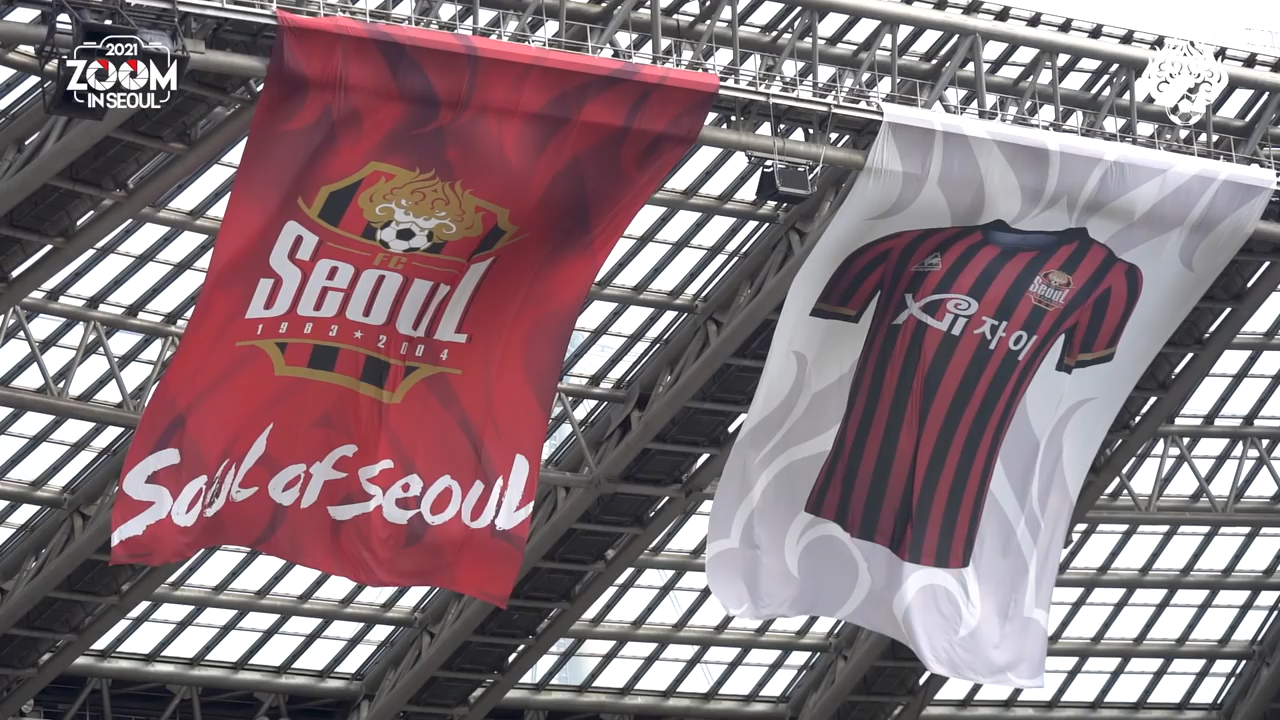 2021
ZOOM
IN SEOUL
FC
Seoul
1983★2004
Soul of seoul
Seoul
Xi 자이